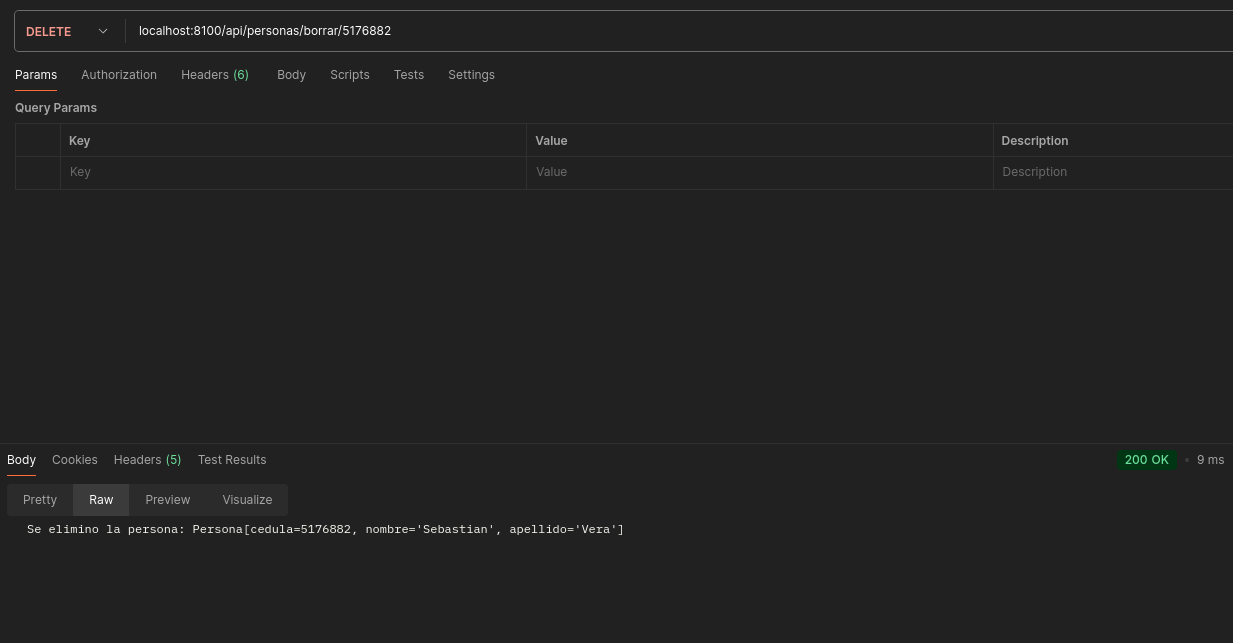 DELETE localhost:8100/api/personas/borrar/5176882
Params Authorization Headers (6) Body Scripts Tests Settings
Query Params
Key Value Description
Key Value Description
Body Cookies Headers (5) Test Results 200 OK • 9 ms
Pretty Raw Preview Visualize
Se elimino la persona: Persona[cedula=5176882, nombre='Sebastian', apellido='Vera']